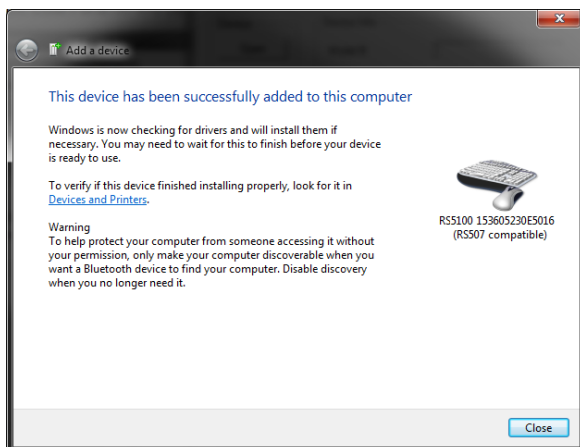 Add a device
This device has been successfully added to this computer
Windows is now checking for drivers and will install them if
necessary. You may need to wait for this to finish before your device
is ready to use.
To verify if this device finished installing properly, look for it in
Devices and Printers.
Warning
To help protect your computer from someone accessing it without
your permission, only make your computer discoverable when you
want a Bluetooth device to find your computer. Disable discovery
when you no longer need it.
RS5100 153605230E5016
(RS507 compatible)
Close